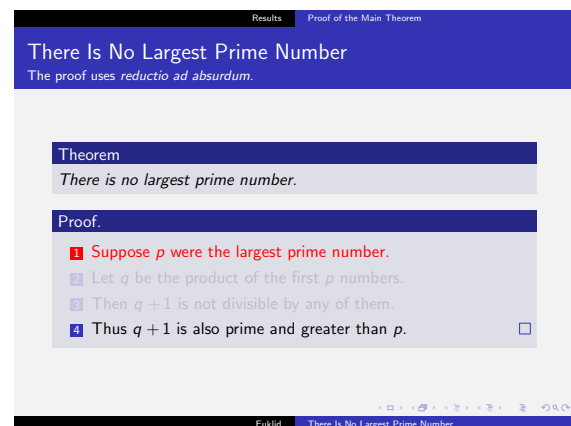 Results Proof of the Main Theorem
There Is No Largest Prime Number
The proof uses reductio ad absurdum.
Theorem
There is no largest prime number.
Proof.
1 Suppose p were the largest prime number.
2 Let q be the product of the first p numbers.
3 Then q + 1 is not divisible by any of them.
4 Thus q + 1 is also prime and greater than p.
Euklid There Is No Largest Prime Number